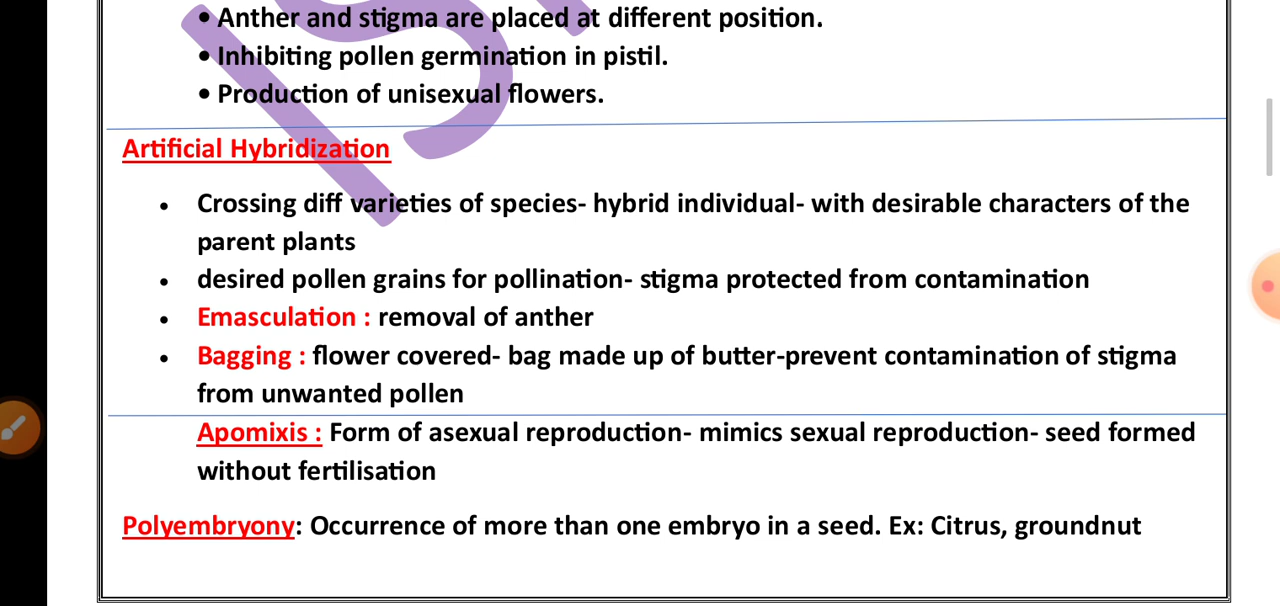 • Anther and stigma are placed at different position.
• Inhibiting pollen germination in pistil.
• Production of unisexual flowers.
Artificial Hybridization
• Crossing diff varieties of species- hybrid individual- with desirable characters of the
parent plants
• desired pollen grains for pollination- stigma protected from contamination
• Emasculation : removal of anther
• Bagging : flower covered- bag made up of butter-prevent contamination of stigma
from unwanted pollen
Apomixis : Form of asexual reproduction- mimics sexual reproduction- seed formed
without fertilisation
Polyembryony: Occurrence of more than one embryo in a seed. Ex: Citrus, groundnut